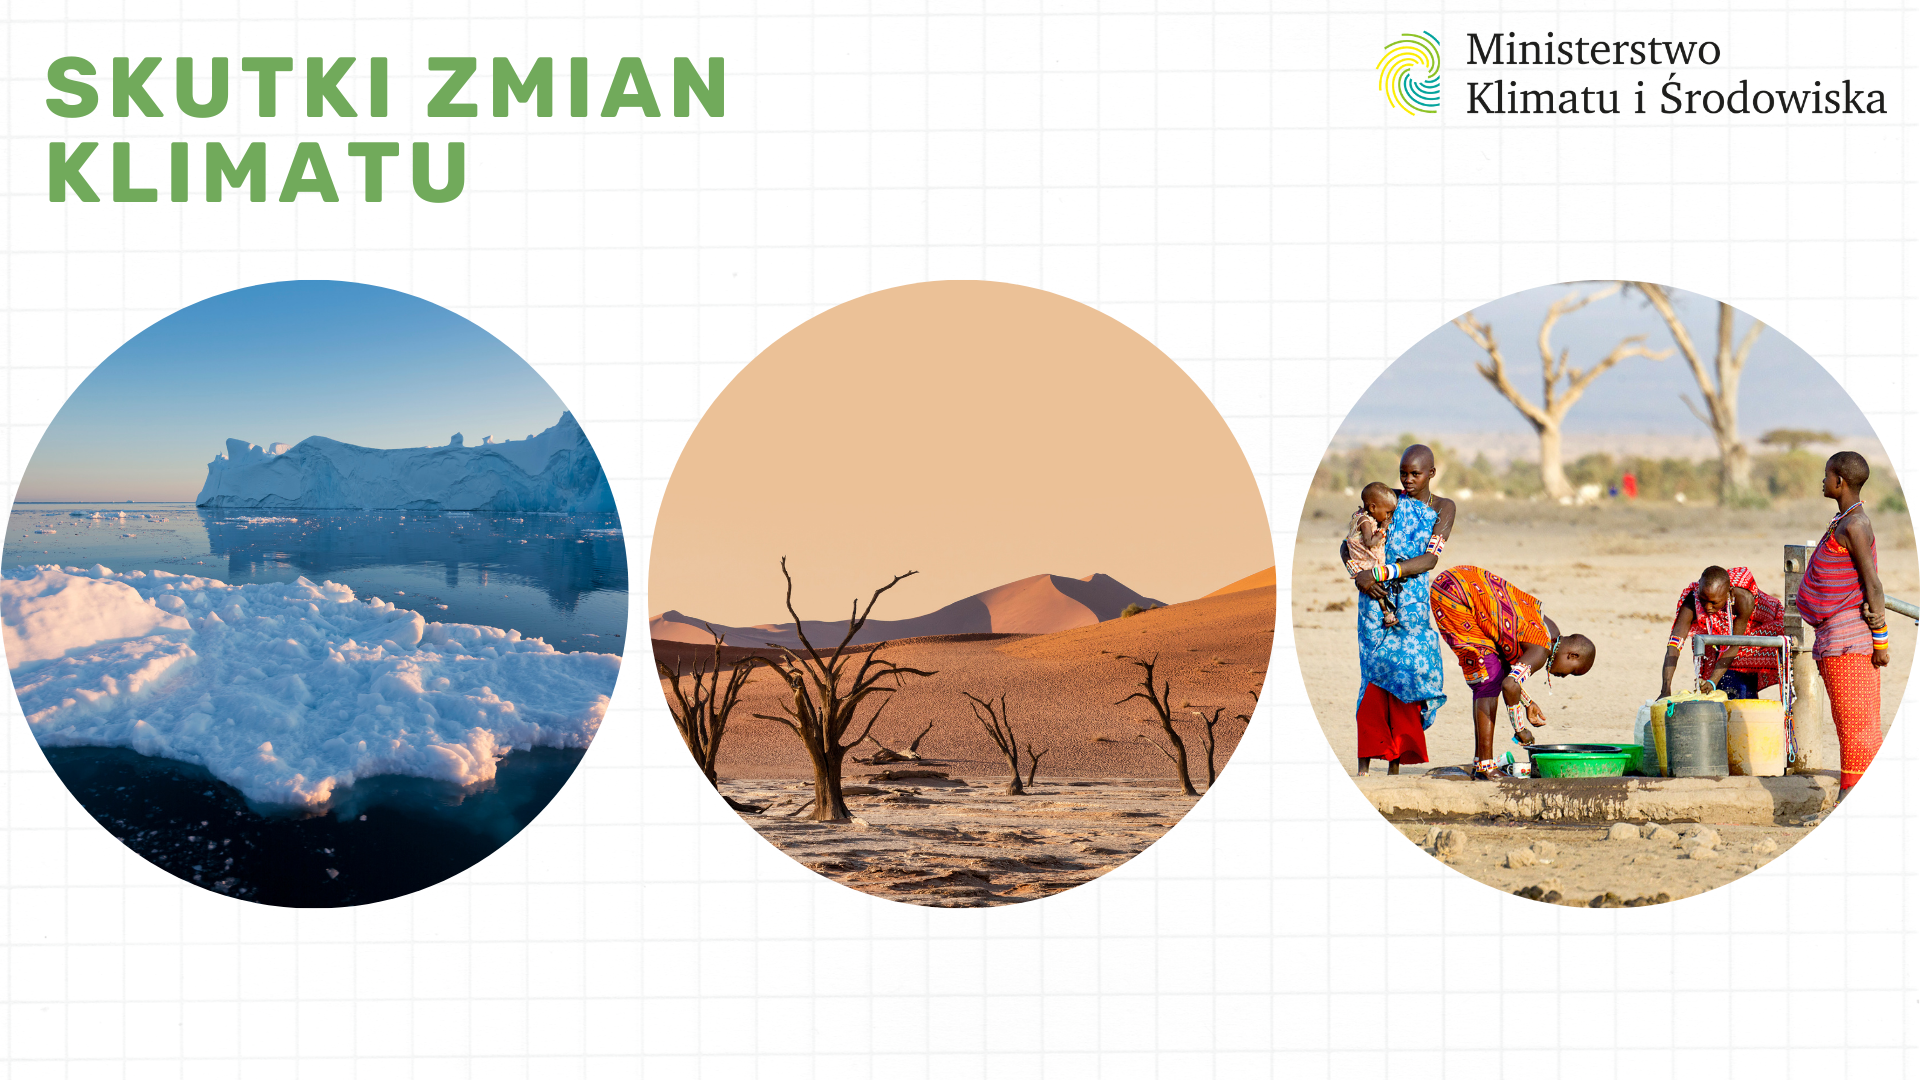 SKUTKI ZMIAN
KLIMATU
Ministerstwo
Klimatu i Środowiska